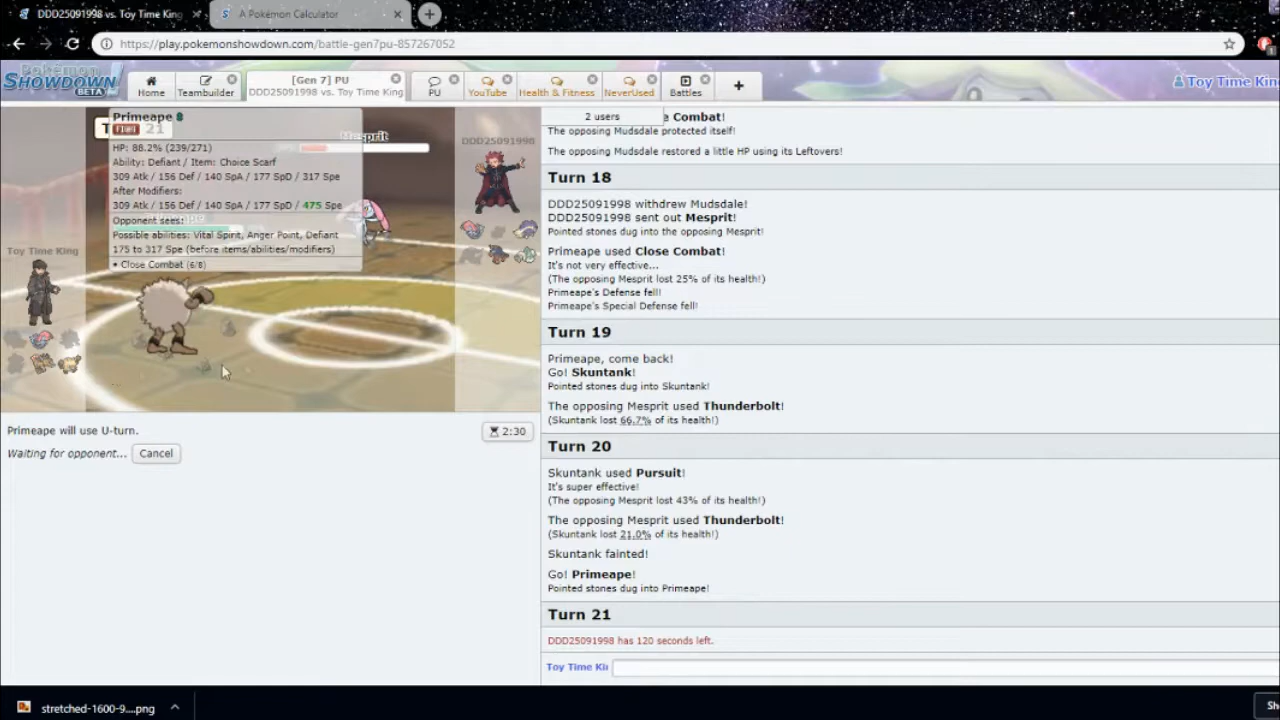 DDD25091998 vs. Toy Time King
A Pokémon Calculator
https://play.pokemonshowdown.com/battle-gen7pu-857267052
Pokémon
SHOWDOWN
BETA
Home
Teambuilder
[Gen 7] PU
DDD25091998 vs. Toy Time King
PU
YouTube
Health & Fitness
NeverUsed
Battles
Toy Time King
Primeape
FIGHT
21
HP: 88.2% (239/271)
Ability: Defiant / Item: Choice Scarf
309 Atk / 156 Def / 140 SpA / 177 SpD / 317 Spe
After Modifiers:
309 Atk / 156 Def / 140 SpA / 177 SpD / 475 Spe
Opponent sees:
Possible abilities: Vital Spirit, Anger Point, Defiant
175 to 317 Spe (before items/abilities/modifiers)
• Close Combat (6/8)
Mesprit
DDD25091998
Toy Time King
Primeape will use U-turn.
Waiting for opponent...
Cancel
2:30
2 users
Combat!
The opposing Mudsdale protected itself!
The opposing Mudsdale restored a little HP using its Leftovers!
Turn 18
DDD25091998 withdrew Mudsdale!
DDD25091998 sent out Mesprit!
Pointed stones dug into the opposing Mesprit!
Primeape used Close Combat!
It's not very effective...
(The opposing Mesprit lost 25% of its health!)
Primeape's Defense fell!
Primeape's Special Defense fell!
Turn 19
Primeape, come back!
Go! Skuntank!
Pointed stones dug into Skuntank!
The opposing Mesprit used Thunderbolt!
(Skuntank lost 66.7% of its health!)
Turn 20
Skuntank used Pursuit!
It's super effective!
(The opposing Mesprit lost 43% of its health!)
The opposing Mesprit used Thunderbolt!
(Skuntank lost 21.0% of its health!)
Skuntank fainted!
Go! Primeape!
Pointed stones dug into Primeape!
Turn 21
DDD25091998 has 120 seconds left.
Toy Time Ki
stretched-1600-9....png
Sh